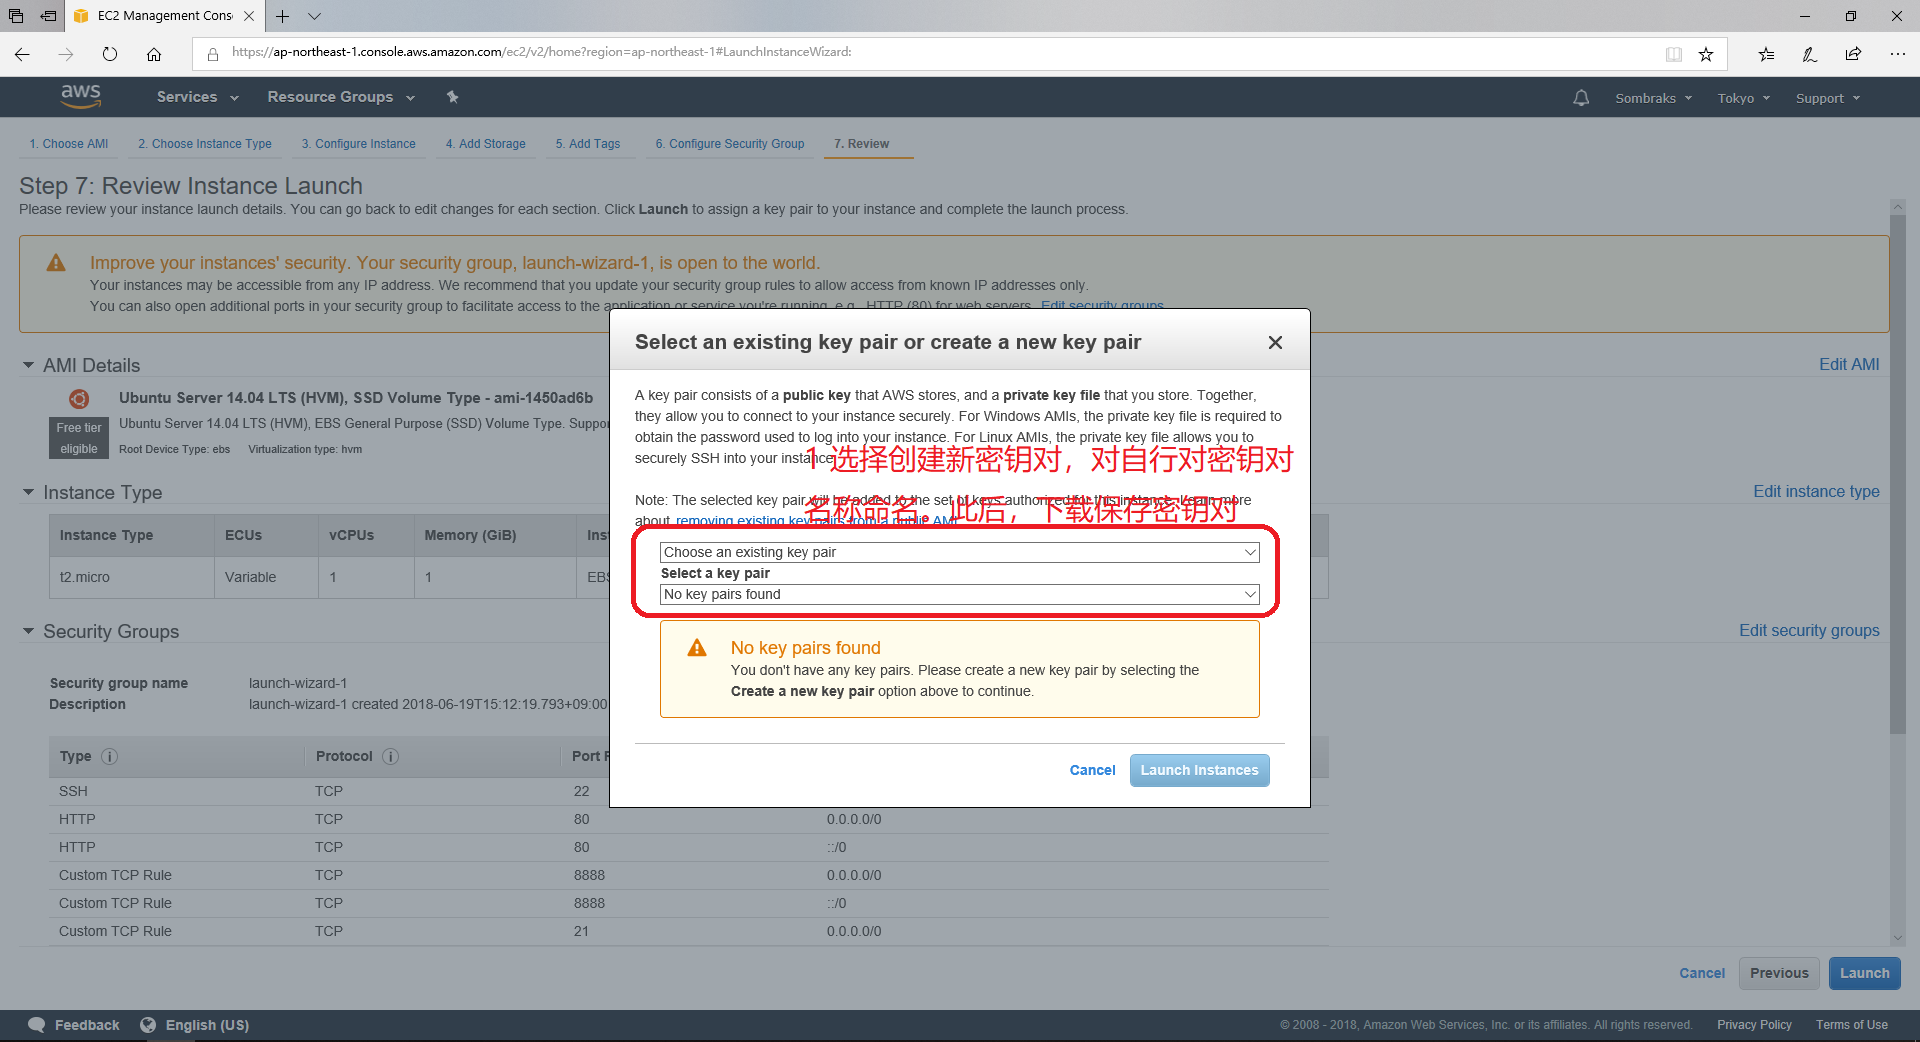 EC2 Management Cons
https://ap-northeast-1.console.aws.amazon.com/ec2/v2/home?region=ap-northeast-1#LaunchInstanceWizard:
aws Services Resource Groups Sombraks Tokyo Support
1. Choose AMI 2. Choose Instance Type 3. Configure Instance 4. Add Storage 5. Add Tags 6. Configure Security Group 7. Review
Step 7: Review Instance Launch
Please review your instance launch details. You can go back to edit changes for each section. Click Launch to assign a key pair to your instance and complete the launch process.
Improve your instances' security. Your security group, launch-wizard-1, is open to the world.
Your instances may be accessible from any IP address. We recommend that you update your security group rules to allow access from known IP addresses only.
You can also open additional ports in your security group to facilitate access to the application or service you're running, e.g., HTTP (80) for web servers. Edit security groups
AMI Details Edit AMI
Ubuntu Server 14.04 LTS (HVM), SSD Volume Type - ami-1450ad6b
Free tier eligible
Ubuntu Server 14.04 LTS (HVM), EBS General Purpose (SSD) Volume Type. Suppor
Root Device Type: ebs Virtualization type: hvm
Instance Type Edit instance type
Instance Type ECUs vCPUs Memory (GiB) Ins
t2.micro Variable 1 1 EBS
Security Groups Edit security groups
Security group name launch-wizard-1
Description launch-wizard-1 created 2018-06-19T15:12:19.793+09:00
Type Protocol Port
SSH TCP 22
HTTP TCP 80 0.0.0.0/0
HTTP TCP 80 ::/0
Custom TCP Rule TCP 8888 0.0.0.0/0
Custom TCP Rule TCP 8888 ::/0
Custom TCP Rule TCP 21 0.0.0.0/0
Select an existing key pair or create a new key pair
A key pair consists of a public key that AWS stores, and a private key file that you store. Together,
they allow you to connect to your instance securely. For Windows AMIs, the private key file is required to
obtain the password used to log into your instance. For Linux AMIs, the private key file allows you to
securely SSH into your instance
1 选择创建新密钥对，对自行对密钥对
Note: The selected key pair will be added to the set of keys authorized for this instance. Learn more
about removing existing key pairs from a public AMI
名称命名。此后，下载保存密钥对
Choose an existing key pair
Select a key pair
No key pairs found
No key pairs found
You don't have any key pairs. Please create a new key pair by selecting the
Create a new key pair option above to continue.
Cancel Launch Instances
Cancel Previous Launch
Feedback English (US) © 2008 - 2018, Amazon Web Services, Inc. or its affiliates. All rights reserved. Privacy Policy Terms of Use